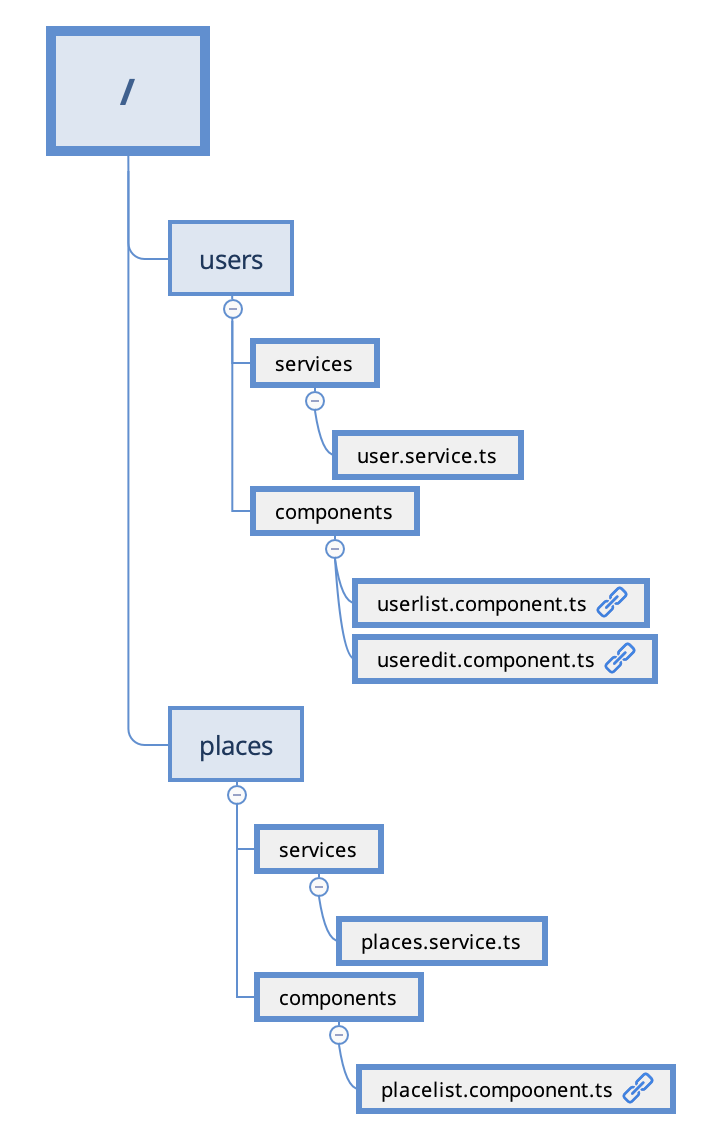 /
users
services
user.service.ts
components
userlist.component.ts
useredit.component.ts
places
services
places.service.ts
components
placelist.compoonent.ts